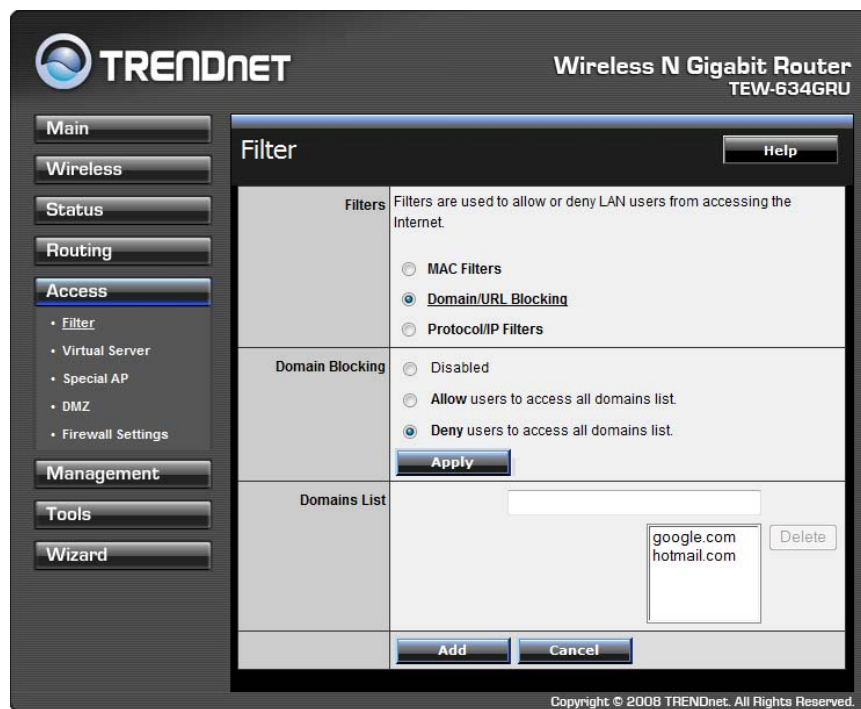 TRENDNET
Wireless N Gigabit Router
TEW-634GRU
Main
Wireless
Status
Routing
Access
• Filter
• Virtual Server
• Special AP
• DMZ
• Firewall Settings
Management
Tools
Wizard
Filter
Help
Filters
Filters are used to allow or deny LAN users from accessing the
Internet.
MAC Filters
Domain/URL Blocking
Protocol/IP Filters
Domain Blocking
Disabled
Allow users to access all domains list.
Deny users to access all domains list.
Apply
Domains List
google.com
hotmail.com
Delete
Add
Cancel
Copyright © 2008 TRENDnet. All Rights Reserved.